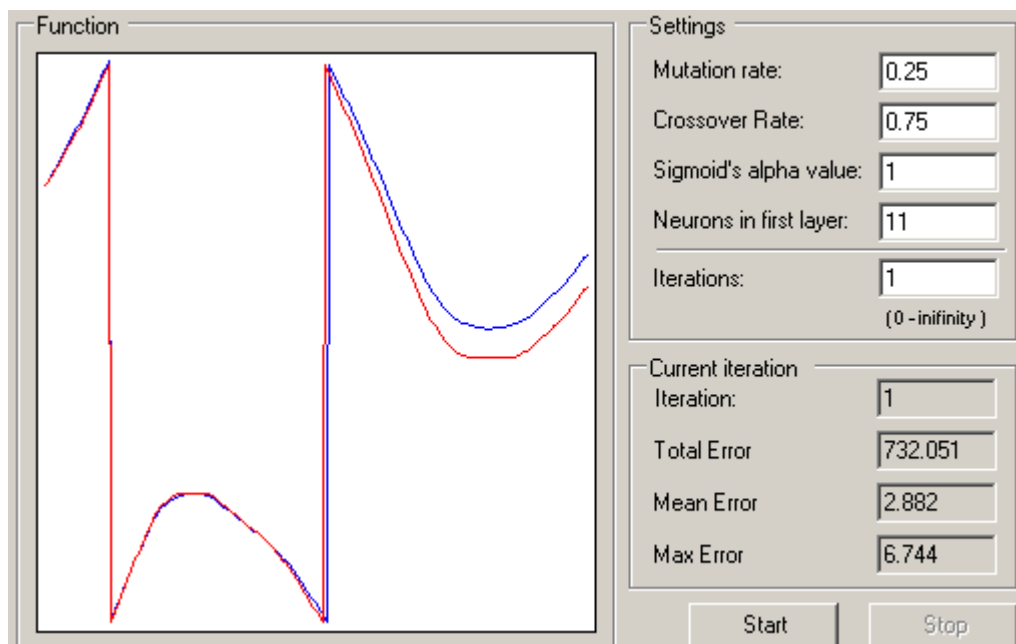 Function
Settings
Mutation rate: 0.25
Crossover Rate: 0.75
Sigmoid's alpha value: 1
Neurons in first layer: 11
Iterations: 1
( 0 - inifinity )
Current iteration
Iteration: 1
Total Error 732.051
Mean Error 2.882
Max Error 6.744
Start Stop